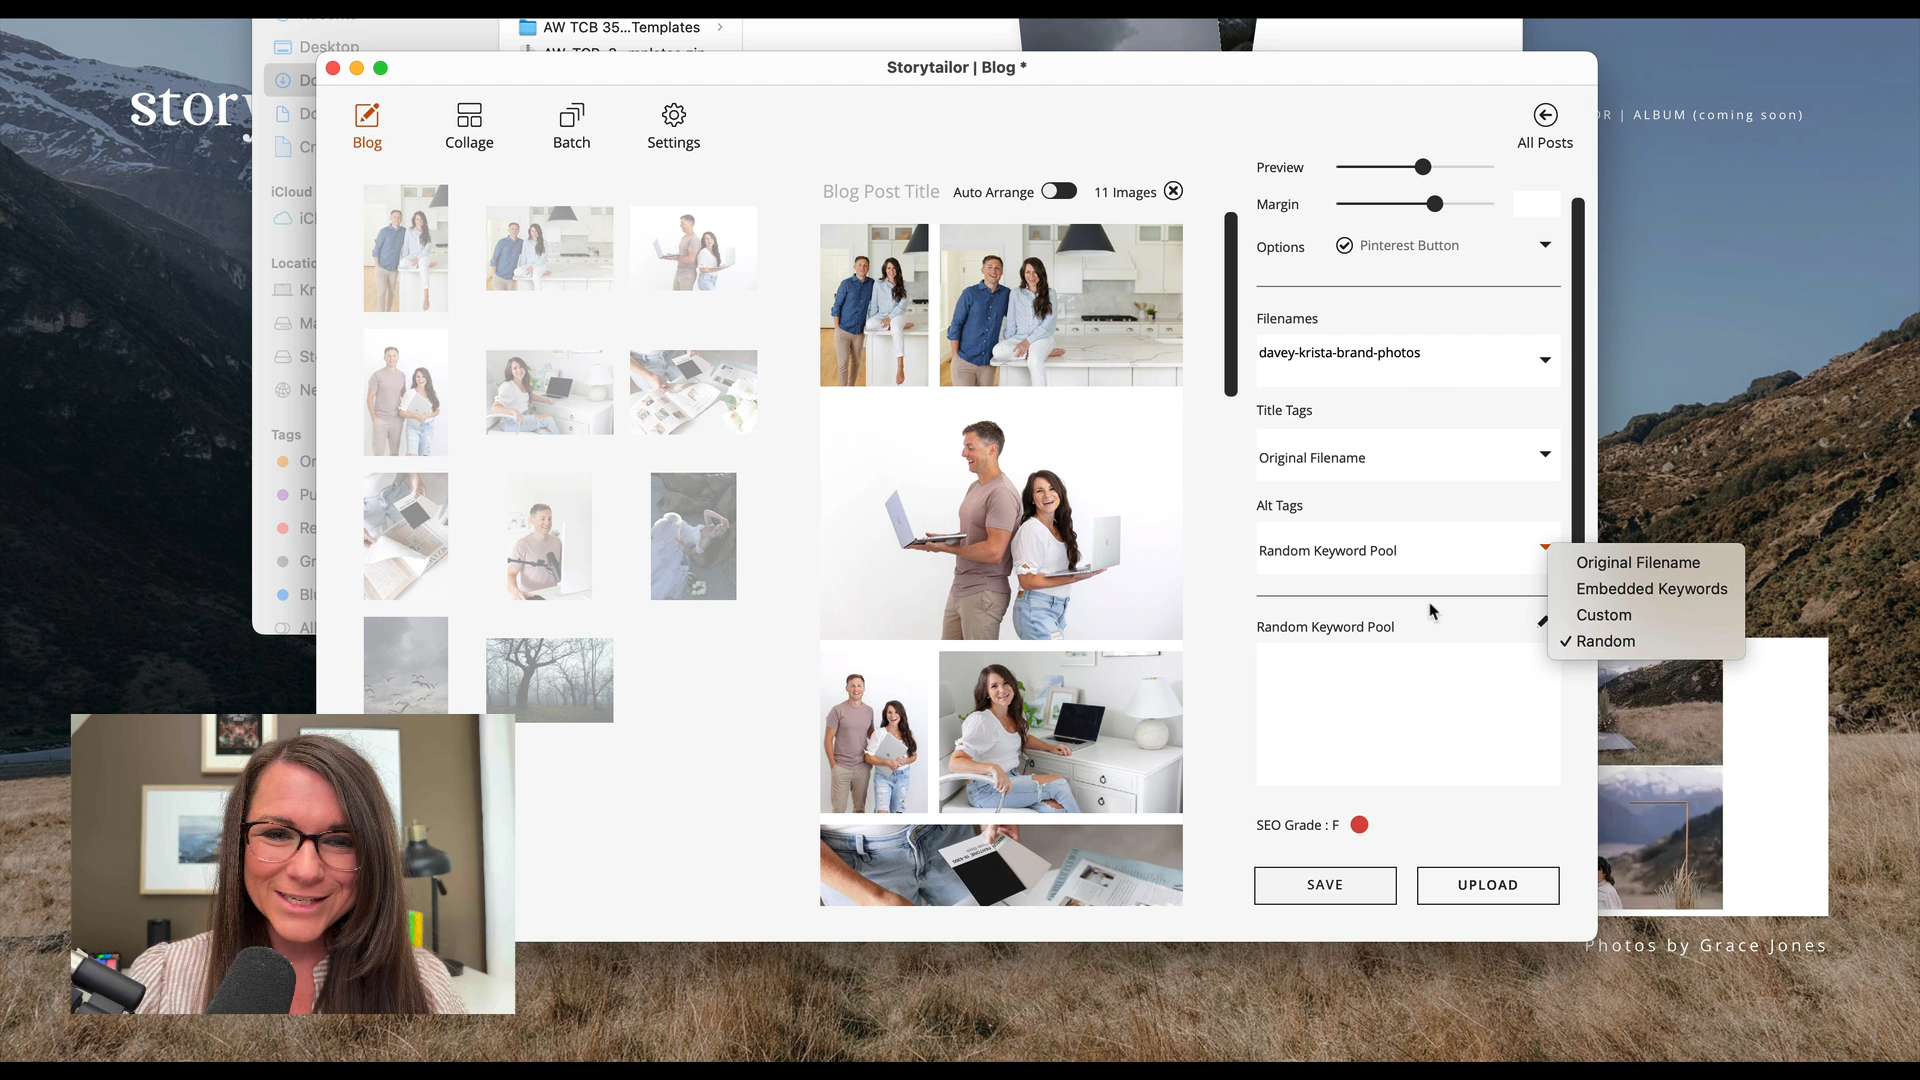 AW TCB 35...Templates
Desktop
Storytailor | Blog *
Blog
Collage
Batch
Settings
All Posts
story
OR | ALBUM (coming soon)
iCloud
Locatio
Tags
Blog Post Title
Auto Arrange
11 Images
Preview
Margin
Options
Pinterest Button
Filenames
davey-krista-brand-photos
Title Tags
Original Filename
Alt Tags
Random Keyword Pool
Original Filename
Embedded Keywords
Custom
✓ Random
Random Keyword Pool
SEO Grade : F
SAVE
UPLOAD
Photos by Grace Jones